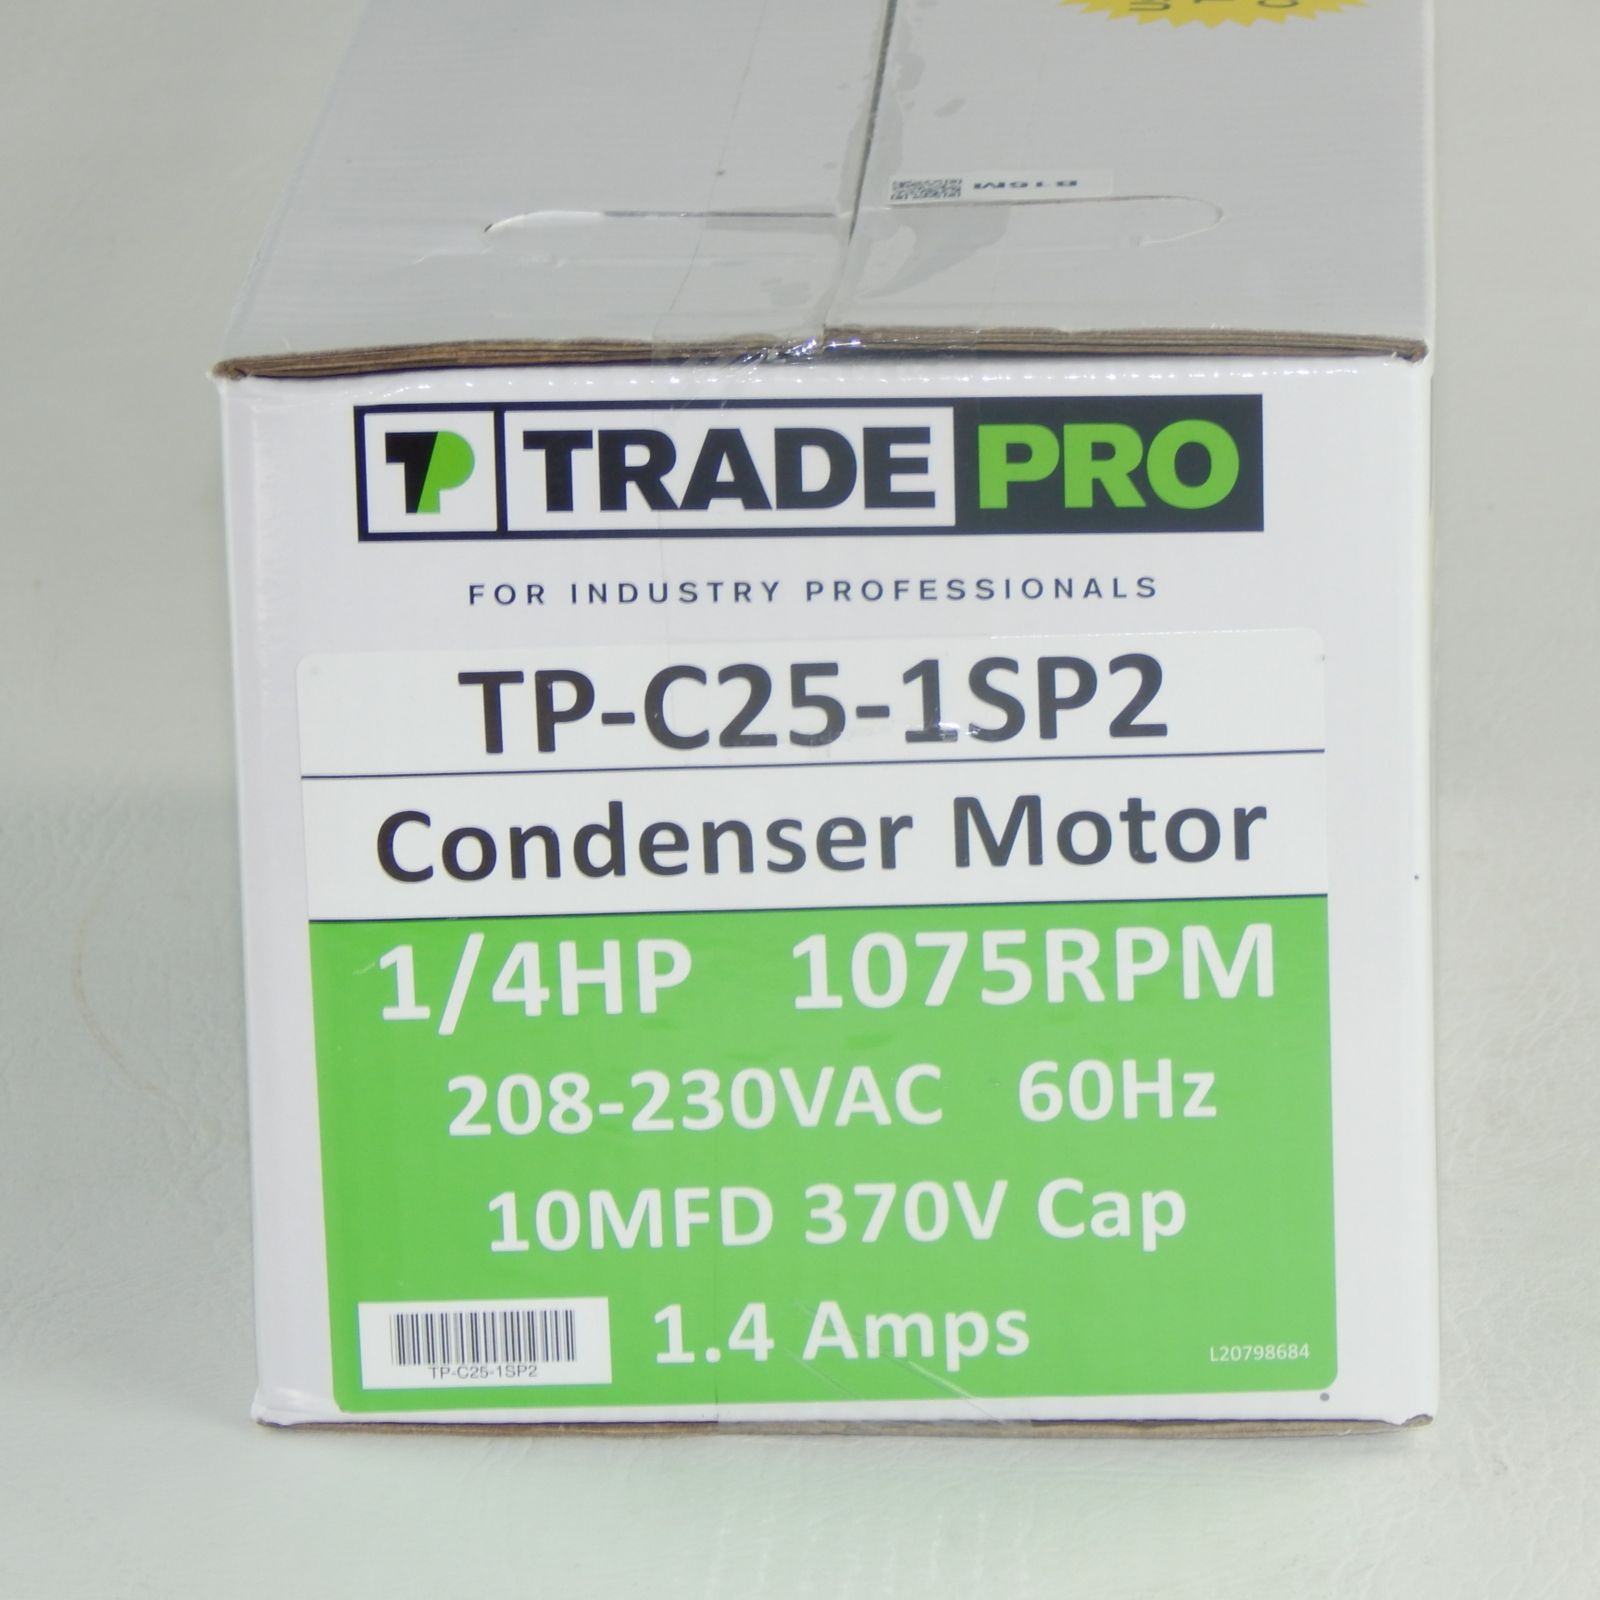 TP TRADE PRO
FOR INDUSTRY PROFESSIONALS
TP-C25-1SP2
Condenser Motor
1/4HP 1075RPM
208-230VAC 60Hz
10MFD 370V Cap
1.4 Amps
TP-C25-1SP2
L20798684